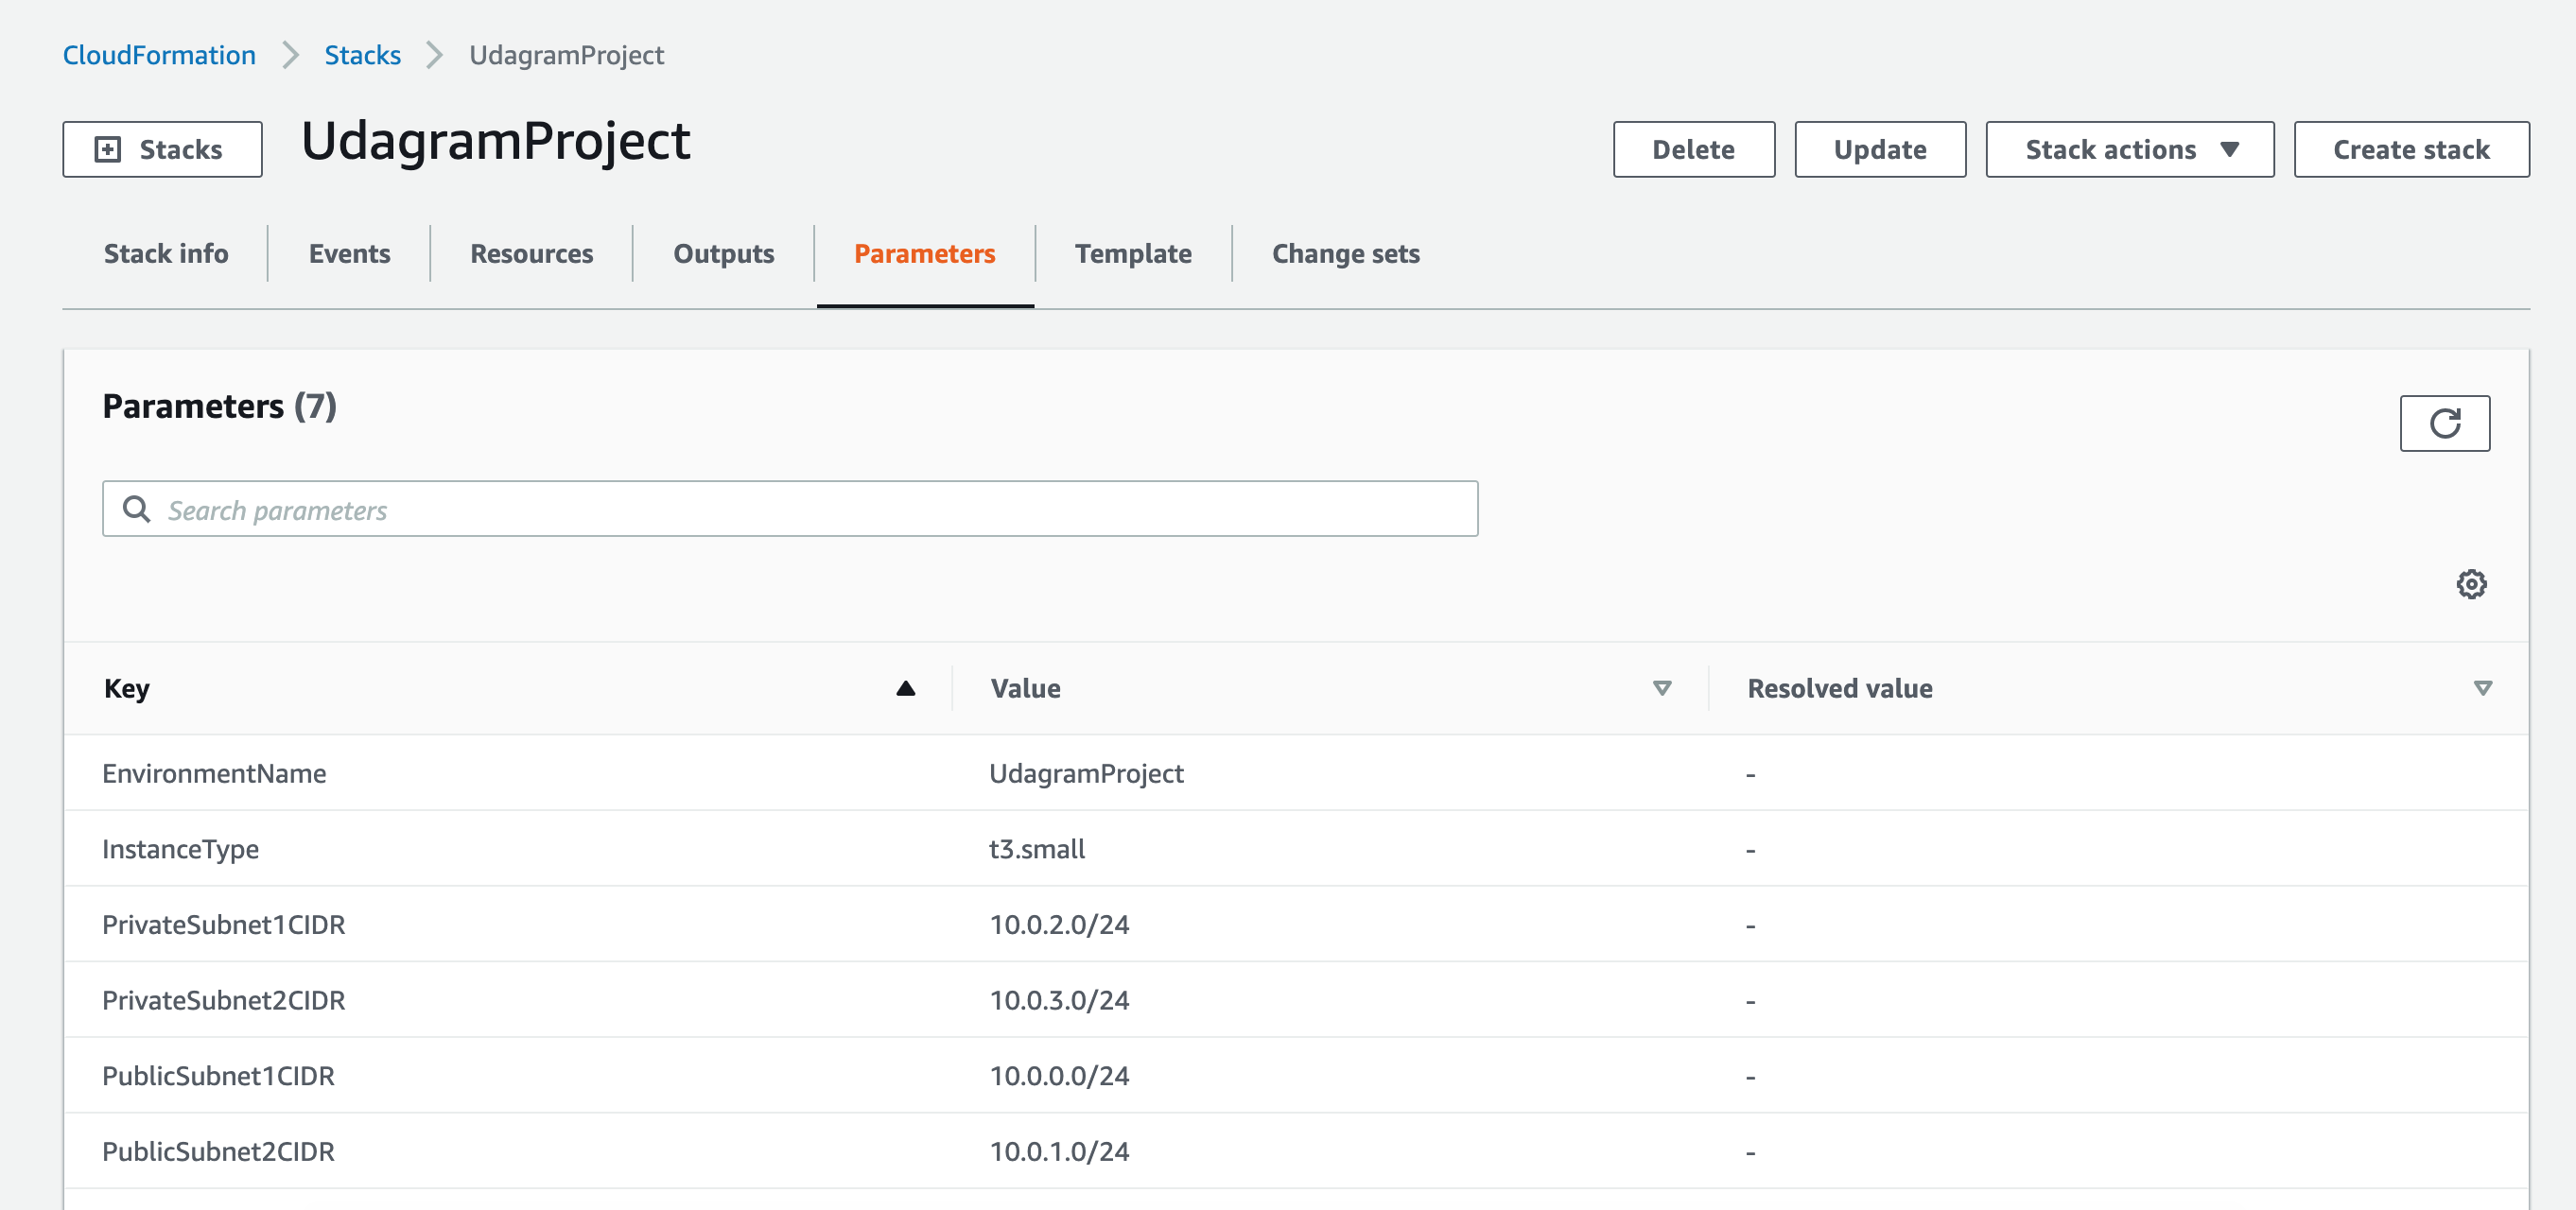 CloudFormation Stacks UdagramProject
Stacks UdagramProject Delete Update Stack actions Create stack
Stack info Events Resources Outputs Parameters Template Change sets
Parameters (7)
Search parameters
Key Value Resolved value
EnvironmentName UdagramProject -
InstanceType t3.small -
PrivateSubnet1CIDR 10.0.2.0/24 -
PrivateSubnet2CIDR 10.0.3.0/24 -
PublicSubnet1CIDR 10.0.0.0/24 -
PublicSubnet2CIDR 10.0.1.0/24 -